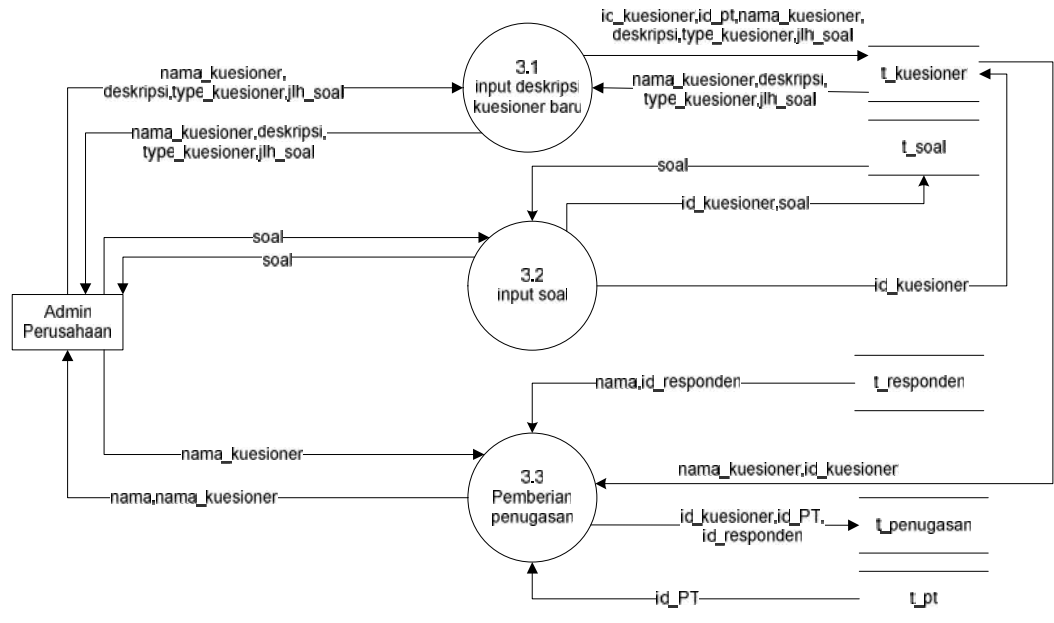 ic_kuesioner,id_pt,nama_kuesioner,
deskripsi,type_kuesioner,jlh_soal
3.1
input deskripsi
kuesioner baru
t_kuesioner
nama_kuesioner,
deskripsi,type_kuesioner,jlh_soal
nama_kuesioner,deskripsi,
type_kuesioner,jlh_soal
nama_kuesioner,deskripsi,
type_kuesioner,jlh_soal
t_soal
soal
id_kuesioner,soal
soal
soal
3.2
input soal
id_kuesioner
Admin
Perusahaan
nama,id_responden
t_responden
nama_kuesioner
3.3
Pemberian
penugasan
nama_kuesioner,id_kuesioner
nama,nama_kuesioner
id_kuesioner,id_PT,
id_responden
t_penugasan
id_PT
t_pt